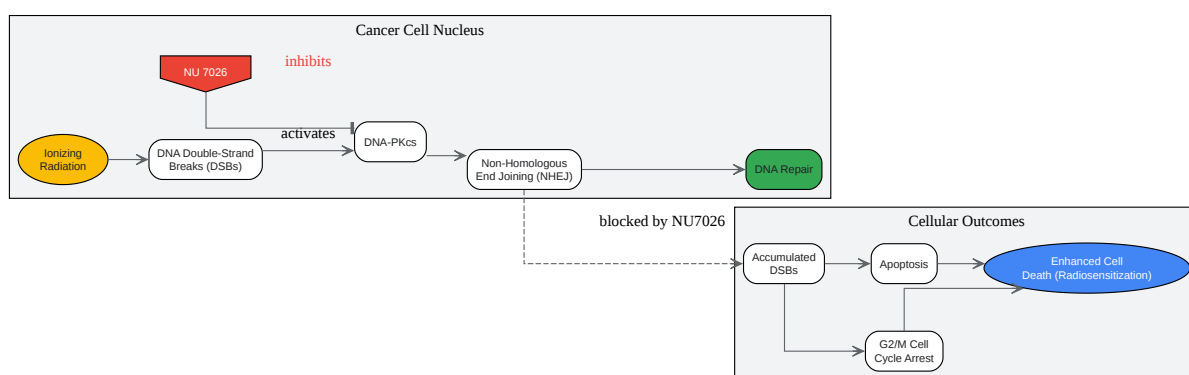 Cancer Cell Nucleus
NU 7026
inhibits
activates
Ionizing
Radiation
DNA Double-Strand
Breaks (DSBs)
DNA-PKcs
Non-Homologous
End Joining (NHEJ)
DNA Repair
blocked by NU7026
Cellular Outcomes
Accumulated
DSBs
Apoptosis
Enhanced Cell
Death (Radiosensitization)
G2/M Cell
Cycle Arrest